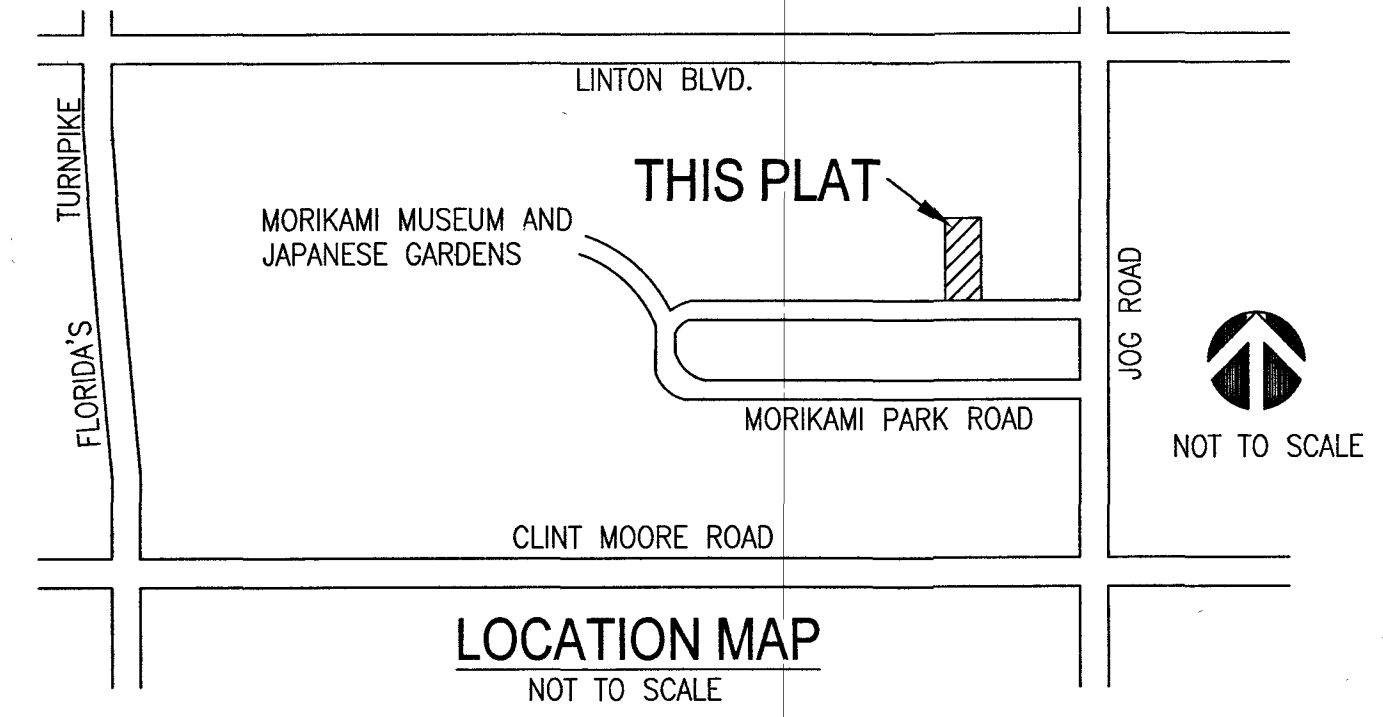 LINTON BLVD.
FLORIDA'S TURNPIKE
THIS PLAT
MORIKAMI MUSEUM AND
JAPANESE GARDENS
JOG ROAD
MORIKAMI PARK ROAD
NOT TO SCALE
CLINT MOORE ROAD
LOCATION MAP
NOT TO SCALE